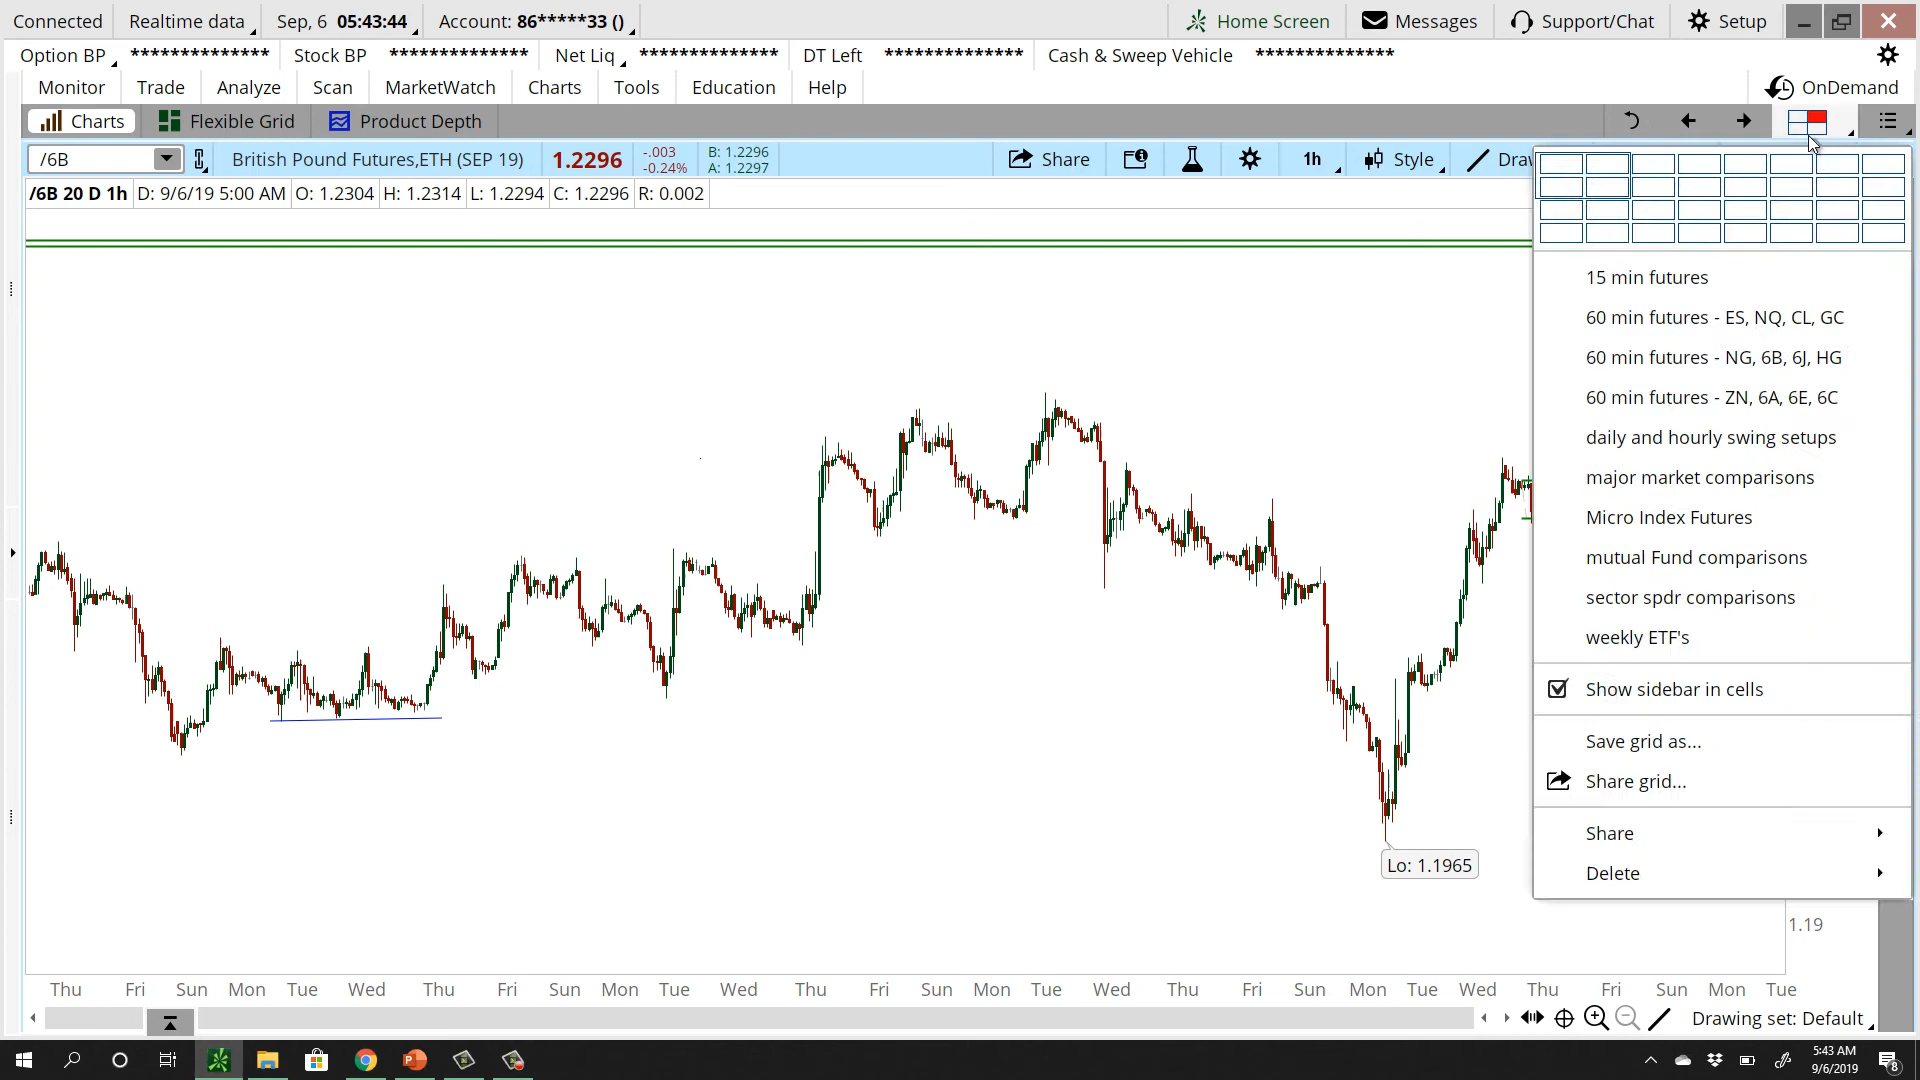 Connected Realtime data Sep, 6 05:43:44 Account: 86*****33 () Home Screen Messages Support/Chat Setup
Option BP ************** Stock BP ************** Net Liq ************** DT Left ************** Cash & Sweep Vehicle **************
Monitor Trade Analyze Scan MarketWatch Charts Tools Education Help OnDemand
Charts Flexible Grid Product Depth
/6B British Pound Futures,ETH (SEP 19) 1.2296 -.003 -0.24% B: 1.2296 A: 1.2297 Share 1h Style Draw
/6B 20 D 1h D: 9/6/19 5:00 AM O: 1.2304 H: 1.2314 L: 1.2294 C: 1.2296 R: 0.002
15 min futures
60 min futures - ES, NQ, CL, GC
60 min futures - NG, 6B, 6J, HG
60 min futures - ZN, 6A, 6E, 6C
daily and hourly swing setups
major market comparisons
Micro Index Futures
mutual Fund comparisons
sector spdr comparisons
weekly ETF's
Show sidebar in cells
Save grid as...
Share grid...
Share
Delete
Lo: 1.1965
1.19
Thu Fri Sun Mon Tue Wed Thu Fri Sun Mon Tue Wed Thu Fri Sun Mon Tue Wed Thu Fri Sun Mon Tue Wed Thu Fri Sun Mon Tue
Drawing set: Default
5:43 AM
9/6/2019
8